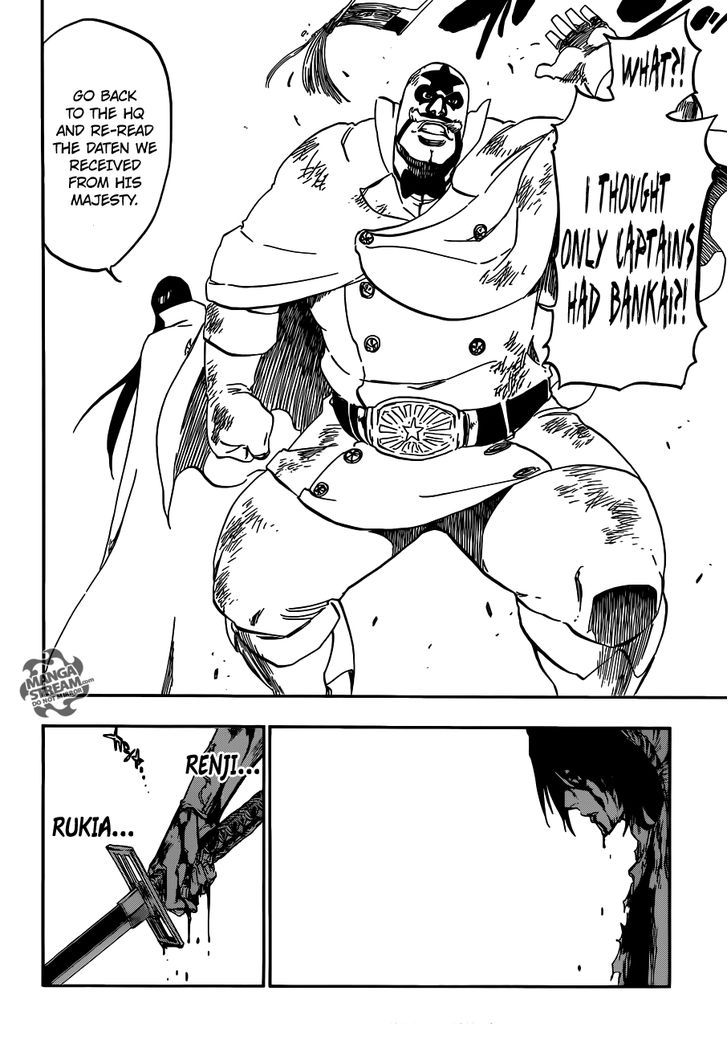 WHAT?!
I THOUGHT
ONLY CAPTAINS
HAD BANKAI?!
GO BACK
TO THE HQ
AND RE-READ
THE DATEN WE
RECEIVED
FROM HIS
MAJESTY.
MANGA
STREAM.com
DO NOT MIRROR
RENJI...
RUKIA...